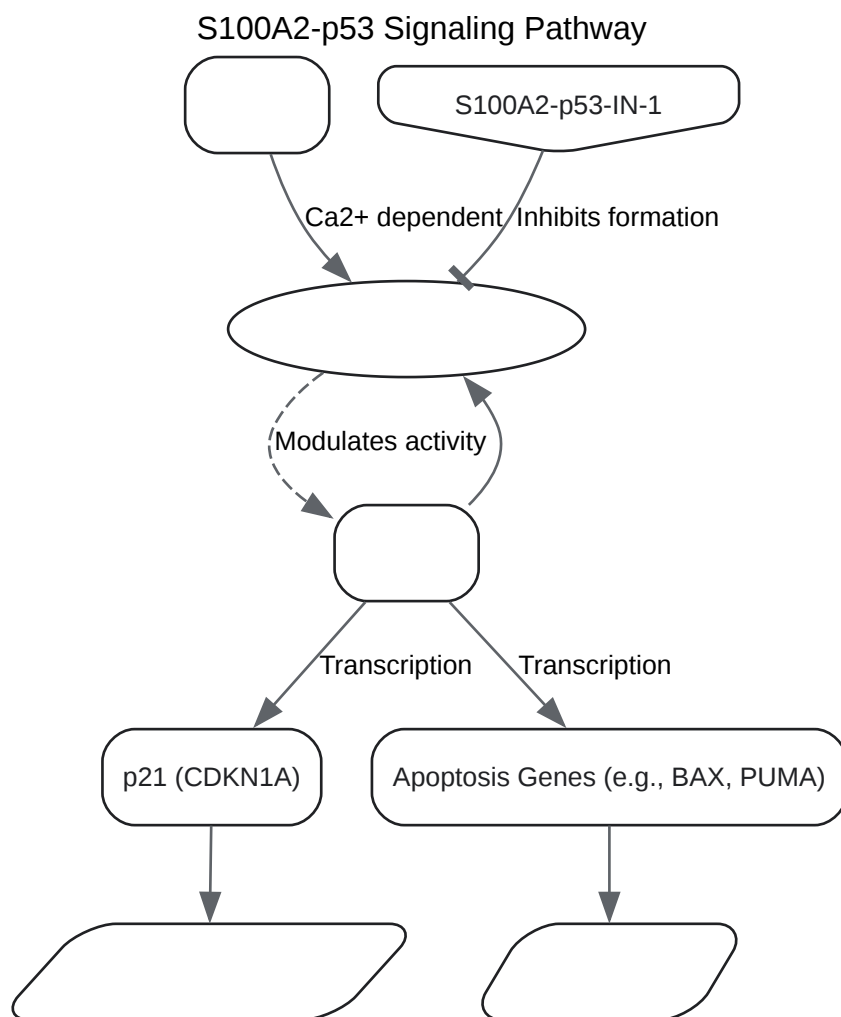 S100A2-p53 Signaling Pathway
S100A2-p53-IN-1
Ca2+ dependent
Inhibits formation
Modulates activity
Transcription
Transcription
p21 (CDKN1A)
Apoptosis Genes (e.g., BAX, PUMA)